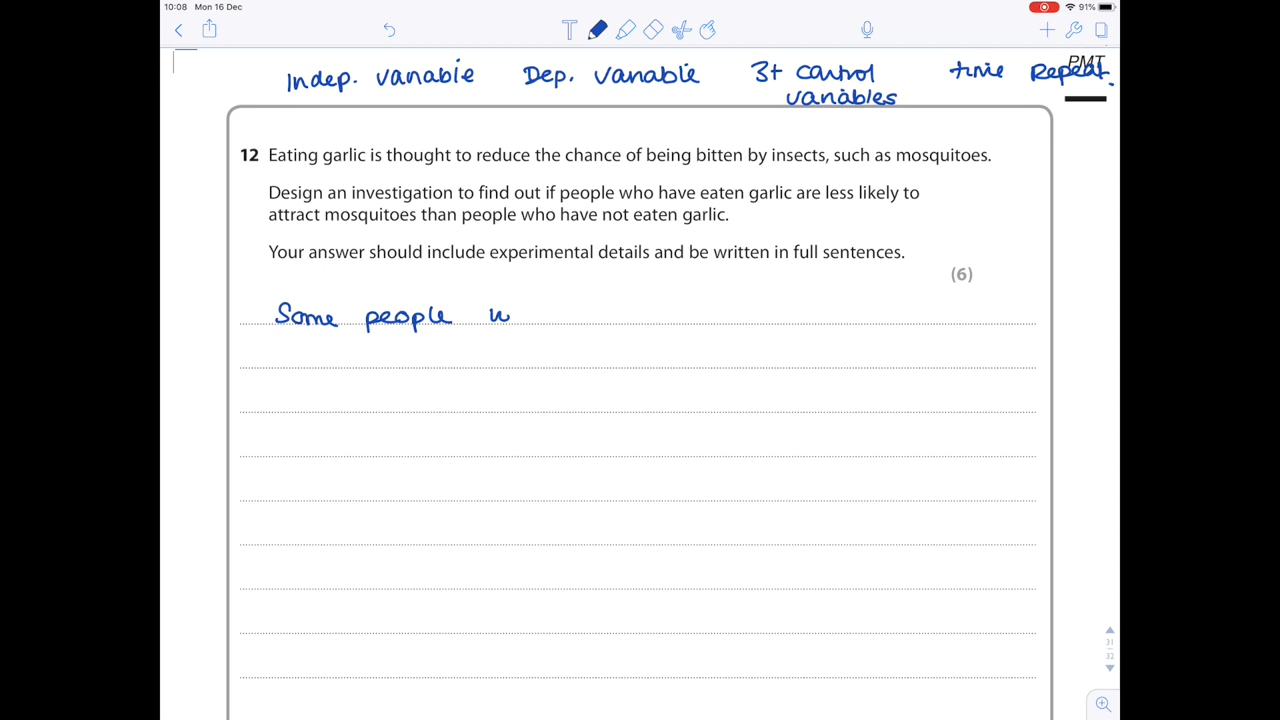 10:08 Mon 16 Dec 91%
Indep. variable Dep. variable 3+ control time Repeat.
variables
PMT
12 Eating garlic is thought to reduce the chance of being bitten by insects, such as mosquitoes.
Design an investigation to find out if people who have eaten garlic are less likely to
attract mosquitoes than people who have not eaten garlic.
Your answer should include experimental details and be written in full sentences.
(6)
Some people w
31
32